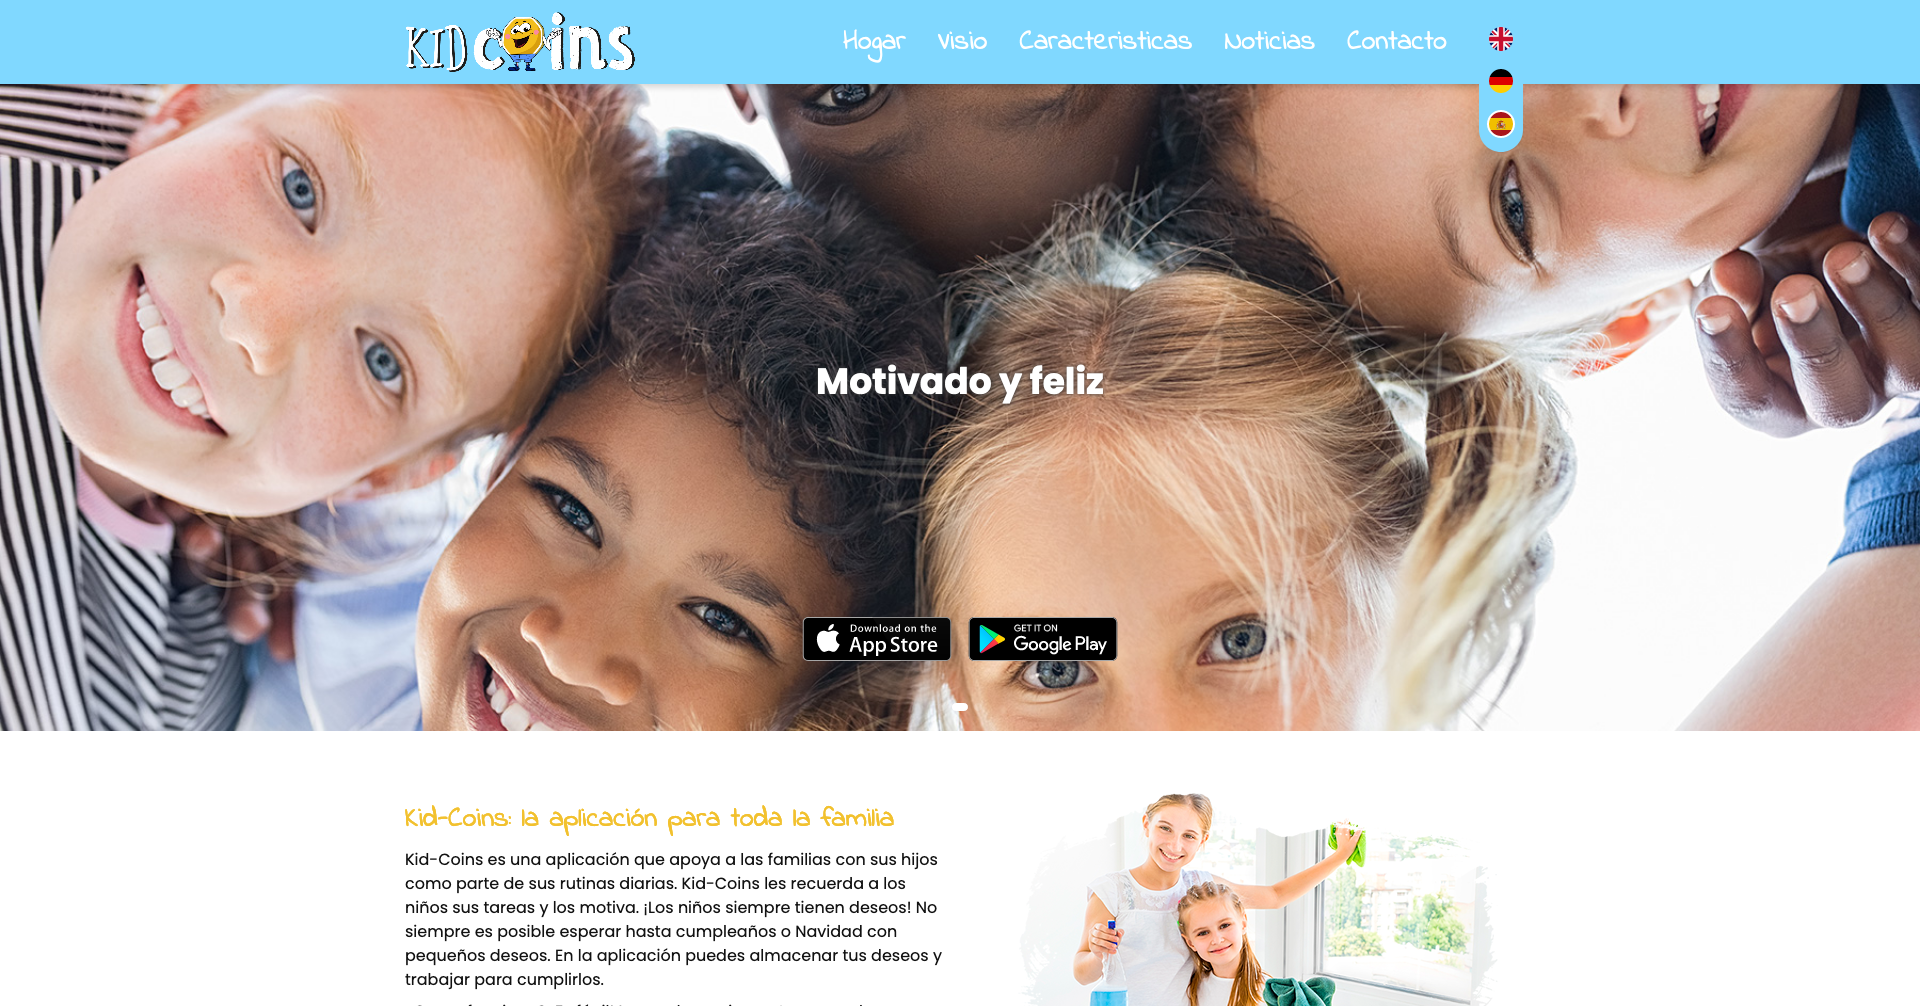 KID coins
Hogar Visio Caracteristicas Noticias Contacto
Motivado y feliz
Download on the
App Store
GET IT ON
Google Play
Kid-Coins: la aplicación para toda la familia
Kid-Coins es una aplicación que apoya a las familias con sus hijos
como parte de sus rutinas diarias. Kid-Coins les recuerda a los
niños sus tareas y los motiva. ¡Los niños siempre tienen deseos! No
siempre es posible esperar hasta cumpleaños o Navidad con
pequeños deseos. En la aplicación puedes almacenar tus deseos y
trabajar para cumplirlos.